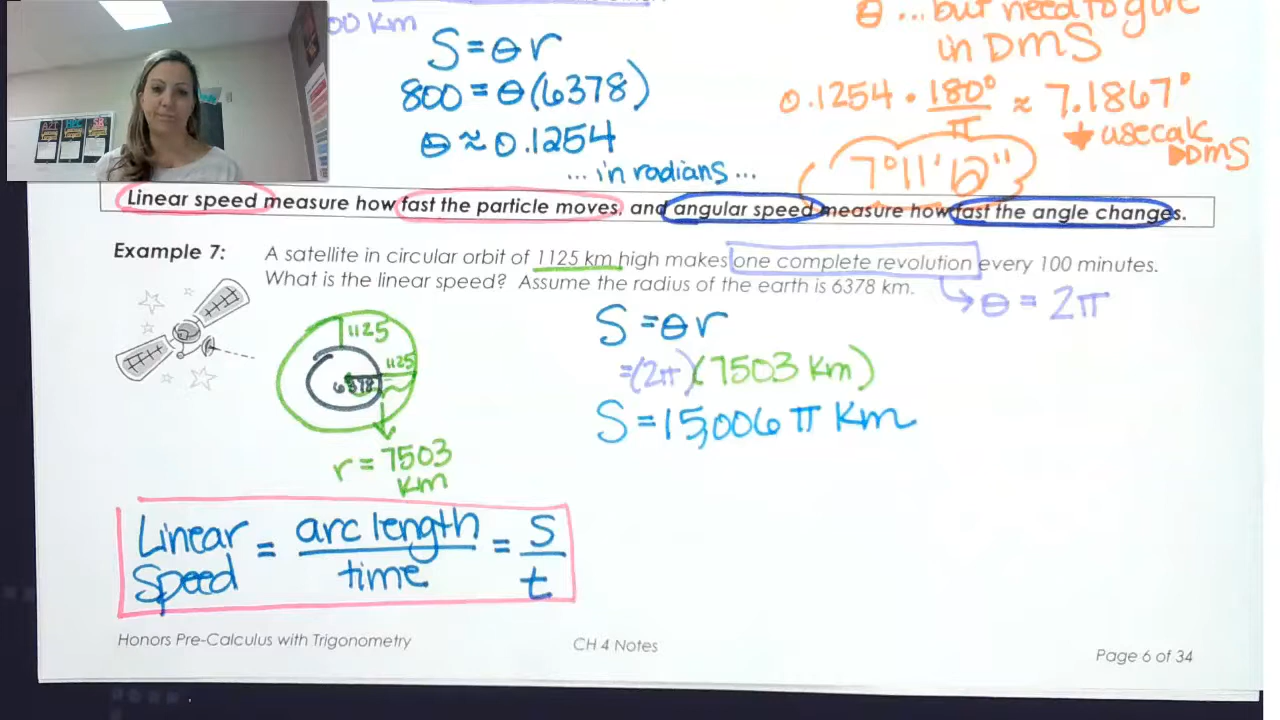 00 Km
S = θr
800 = θ(6378)
θ ≈ 0.1254
... in radians ...
θ ... but need to give
in DMS
0.1254 • 180°/π ≈ 7.1867°
use calc
▶DMS
7°11'12"
Linear speed measure how fast the particle moves, and angular speed measure how fast the angle changes.
Example 7: A satellite in circular orbit of 1125 km high makes one complete revolution every 100 minutes.
What is the linear speed? Assume the radius of the earth is 6378 km.
θ = 2π
1125
1125
6378
r = 7503
Km
S = θr
=(2π)(7503 Km)
S = 15,006π Km
Linear Speed = arc length / time = S / t
Honors Pre-Calculus with Trigonometry
CH 4 Notes
Page 6 of 34